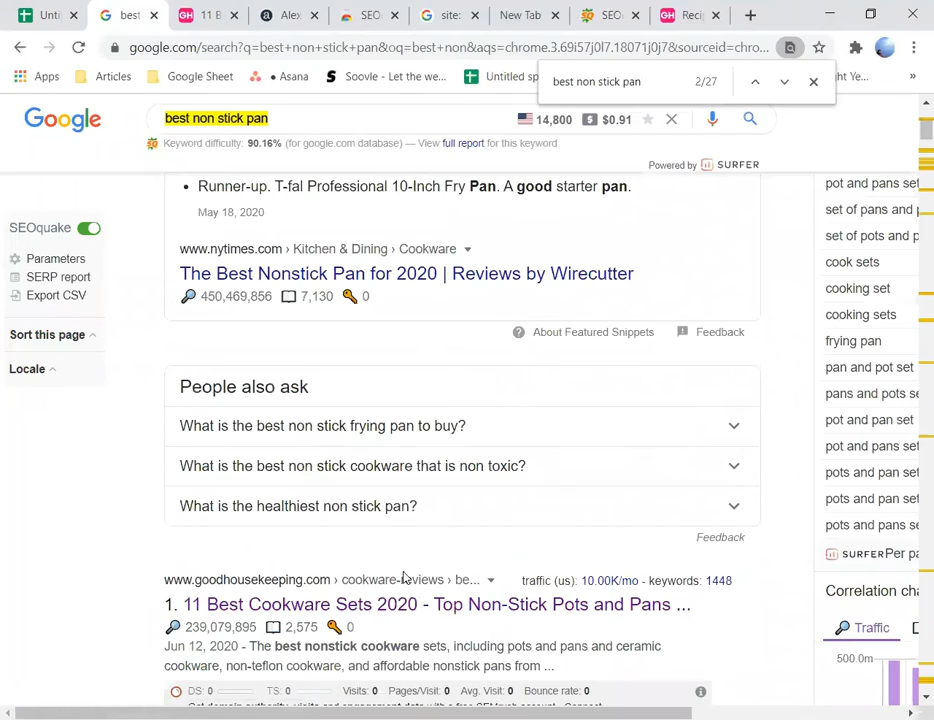 Unti
best
11 B
Alex
SEO
site:
New Tab
SEO
Reci
google.com/search?q=best+non+stick+pan&oq=best+non&aqs=chrome.3.69i57j0l7.18071j0j7&sourceid=chro...
Apps
Articles
Google Sheet
Asana
Soovle - Let the we...
Untitled sp
ht Ye...
»
best non stick pan
2/27
Google
best non stick pan
14,800
$0.91
Keyword difficulty: 90.16% (for google.com database) — View full report for this keyword
Powered by SURFER
• Runner-up. T-fal Professional 10-Inch Fry Pan. A good starter pan.
May 18, 2020
www.nytimes.com › Kitchen & Dining › Cookware
The Best Nonstick Pan for 2020 | Reviews by Wirecutter
450,469,856 7,130 0
About Featured Snippets
Feedback
SEOquake
Parameters
SERP report
Export CSV
Sort this page
Locale
People also ask
What is the best non stick frying pan to buy?
What is the best non stick cookware that is non toxic?
What is the healthiest non stick pan?
Feedback
www.goodhousekeeping.com › cookware-reviews › be...
traffic (us): 10.00K/mo - keywords: 1448
1. 11 Best Cookware Sets 2020 - Top Non-Stick Pots and Pans ...
239,079,895 2,575 0
Jun 12, 2020 - The best nonstick cookware sets, including pots and pans and ceramic
cookware, non-teflon cookware, and affordable nonstick pans from ...
DS: 0 TS: 0 Visits: 0 Pages/Visit: 0 Avg. Visit: 0 Bounce rate: 0
pot and pans set
set of pans and p
set of pots and p
cook sets
cooking set
cooking sets
frying pan
pan and pot set
pans and pots se
pot and pan set
pot and pans set
pots and pan set
pots and pans se
pots and pans se
SURFER Per pa
Correlation cha
Traffic
500.0m